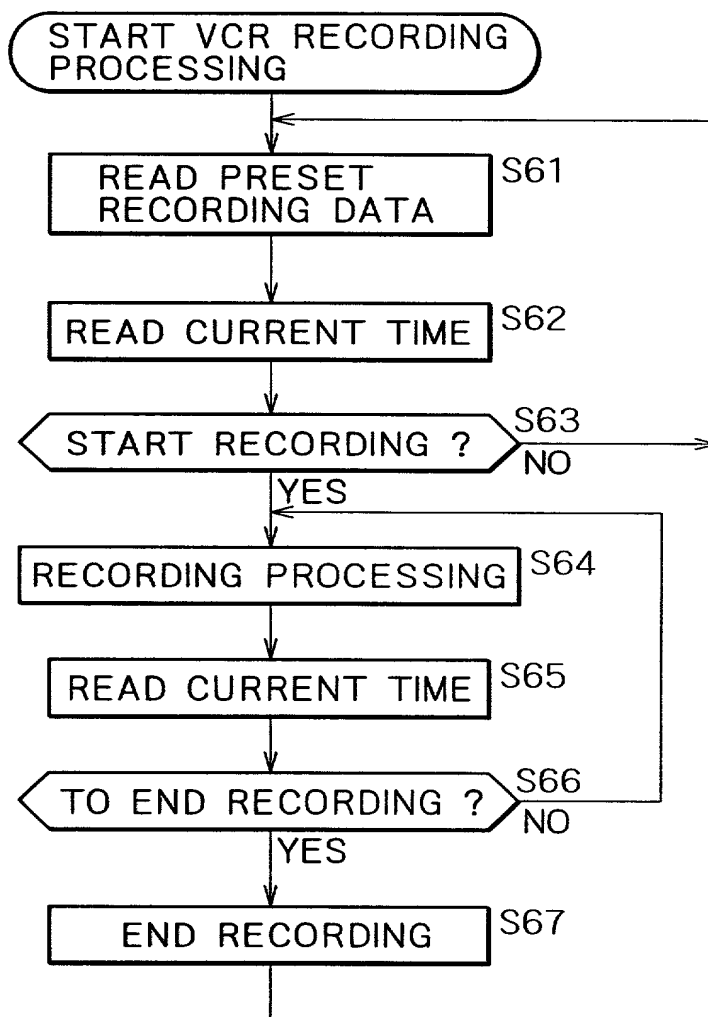 START VCR RECORDING
PROCESSING
READ PRESET
RECORDING DATA
S61
READ CURRENT TIME
S62
START RECORDING ?
S63
NO
YES
RECORDING PROCESSING
S64
READ CURRENT TIME
S65
TO END RECORDING ?
S66
NO
YES
END RECORDING
S67